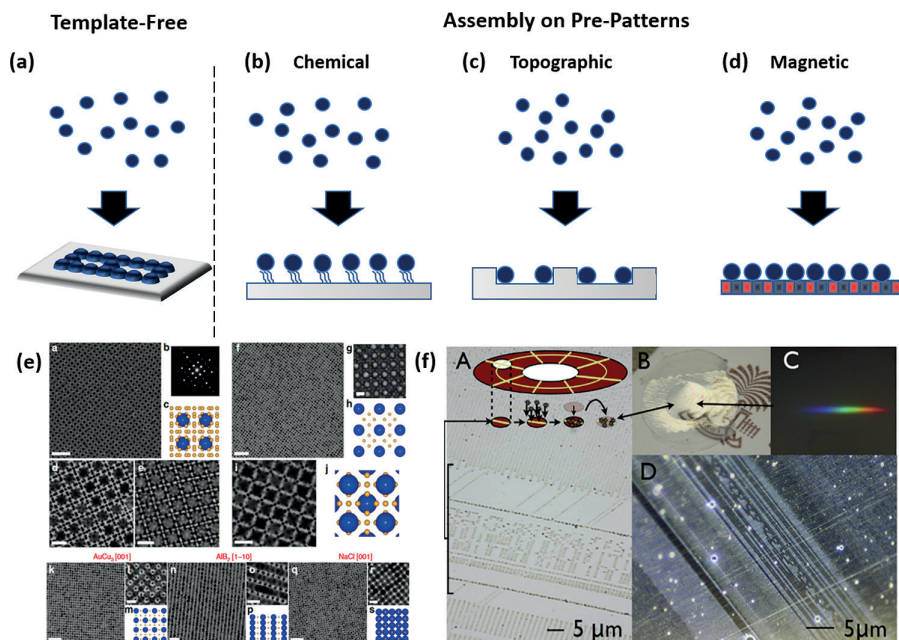 Template-Free
Assembly on Pre-Patterns
(a)
(b)
Chemical
(c)
Topographic
(d)
Magnetic
(e)
a
b
c
f
g
h
d
e
i
j
AuCu₃ [001]
AlB₂ [1–10]
NaCl [001]
k
l
m
n
o
p
q
r
s
(f)
A
B
C
5 µm
D
5µm